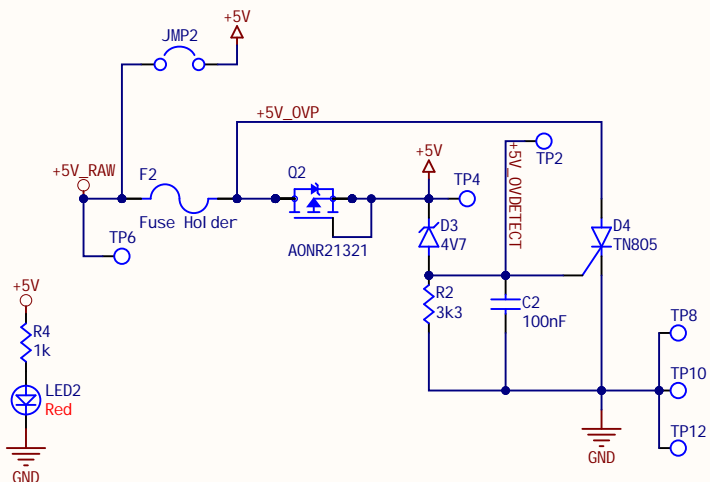 +5V
JMP2
+5V_OVP
+5V_RAW
F2
Fuse Holder
TP6
Q2
AONR21321
+5V
TP4
+5V_OVDETECT
TP2
D3
4V7
D4
TN805
R2
3k3
C2
100nF
TP8
TP10
TP12
GND
+5V
R4
1k
LED2
Red
GND